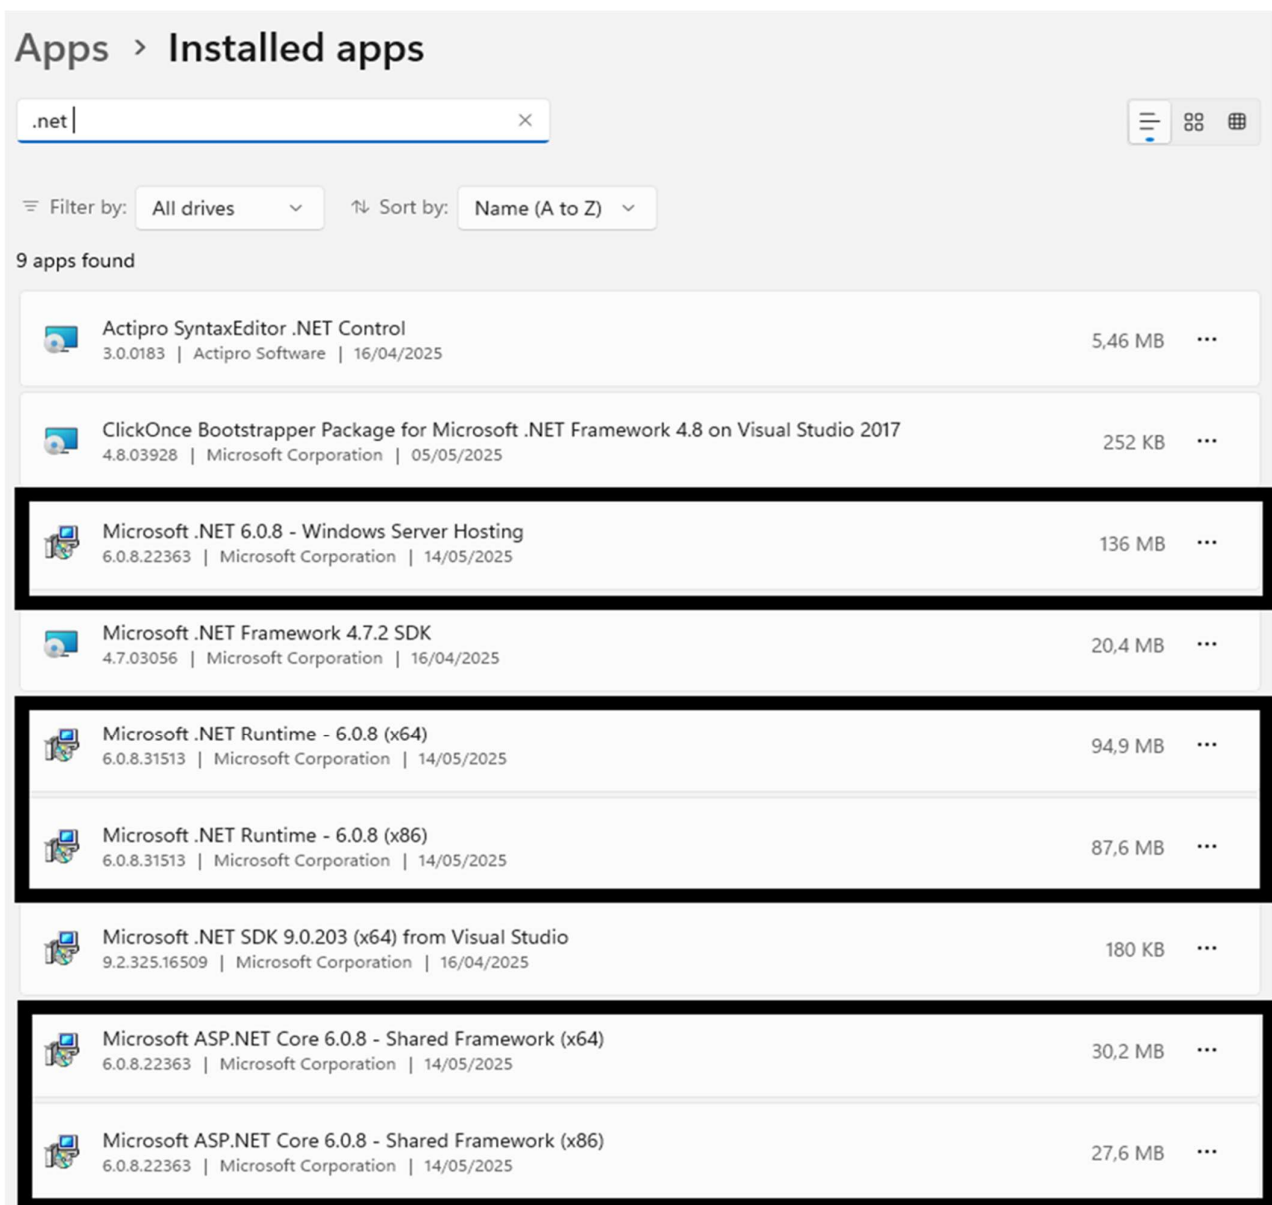 Apps > Installed apps
.net
Filter by: All drives Sort by: Name (A to Z)
9 apps found
Actipro SyntaxEditor .NET Control
3.0.0183 | Actipro Software | 16/04/2025 5,46 MB
ClickOnce Bootstrapper Package for Microsoft .NET Framework 4.8 on Visual Studio 2017
4.8.03928 | Microsoft Corporation | 05/05/2025 252 KB
Microsoft .NET 6.0.8 - Windows Server Hosting
6.0.8.22363 | Microsoft Corporation | 14/05/2025 136 MB
Microsoft .NET Framework 4.7.2 SDK
4.7.03056 | Microsoft Corporation | 16/04/2025 20,4 MB
Microsoft .NET Runtime - 6.0.8 (x64)
6.0.8.31513 | Microsoft Corporation | 14/05/2025 94,9 MB
Microsoft .NET Runtime - 6.0.8 (x86)
6.0.8.31513 | Microsoft Corporation | 14/05/2025 87,6 MB
Microsoft .NET SDK 9.0.203 (x64) from Visual Studio
9.2.325.16509 | Microsoft Corporation | 16/04/2025 180 KB
Microsoft ASP.NET Core 6.0.8 - Shared Framework (x64)
6.0.8.22363 | Microsoft Corporation | 14/05/2025 30,2 MB
Microsoft ASP.NET Core 6.0.8 - Shared Framework (x86)
6.0.8.22363 | Microsoft Corporation | 14/05/2025 27,6 MB